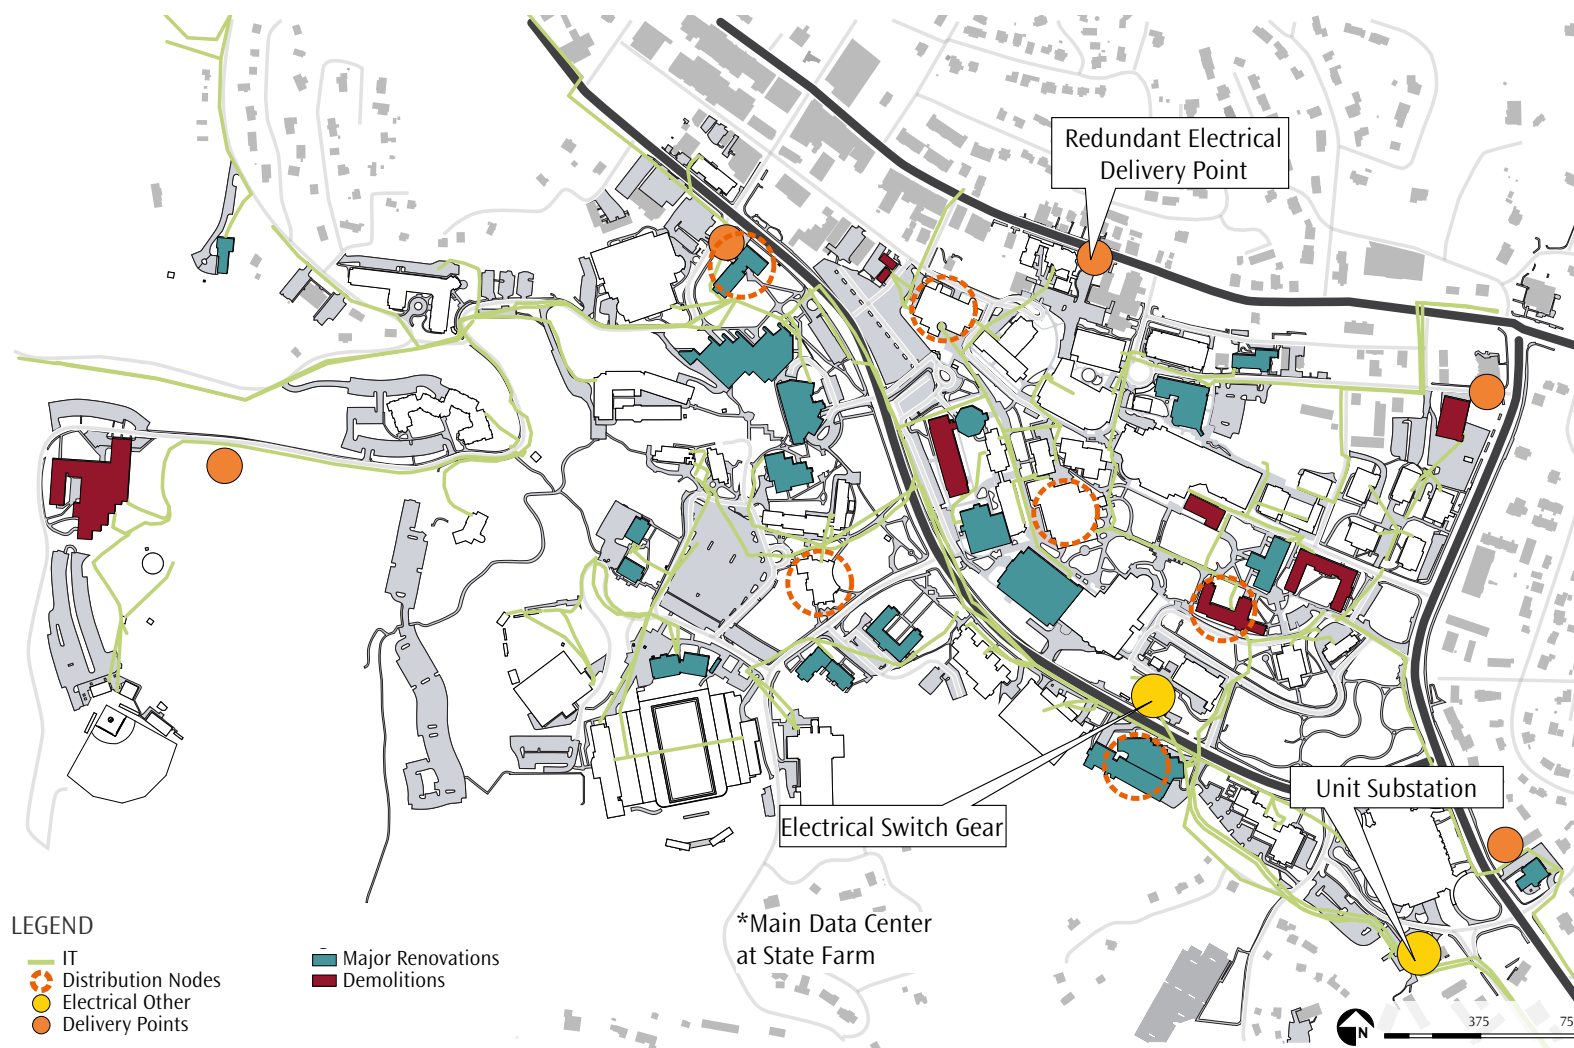 Redundant Electrical
Delivery Point
Electrical Switch Gear
Unit Substation
*Main Data Center
at State Farm
LEGEND
IT
Distribution Nodes
Electrical Other
Delivery Points
Major Renovations
Demolitions
N
375
75